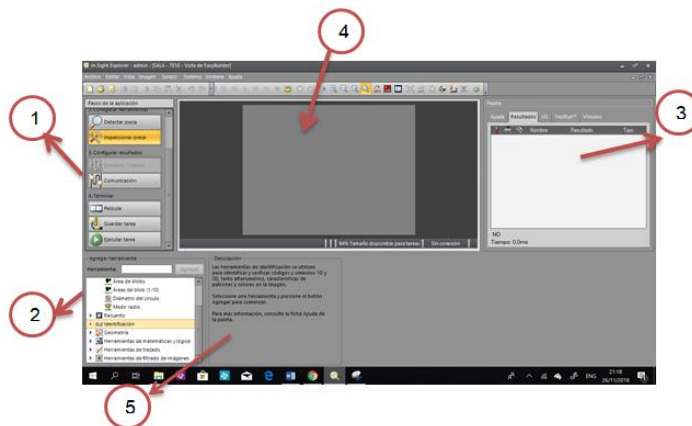 4
In-Sight Explorer - admin - [SALA - TE10 - Vista de EasyBuilder]
Archivo Editar Vista Imagen Sensor Sistema Ventana Ayuda
Pasos de la aplicación
Detectar pieza
Inspeccionar pieza
3. Configurar resultados
Comunicación
4. Terminar
Película
Guardar tarea
Ejecutar tarea
1
94% Tamaño disponible para tareas
Sin conexión
Paleta
Ayuda Resultados I/O TestRun™ Vínculos
Nombre Resultado Tipo
3
ND
Tiempo: 0,0ms
Agregar herramienta
Herramienta Agregar
Área de blobs
Áreas de blob (1-10)
Diámetro del círculo
Medir radio
Recuento
Identificación
Geometría
Herramientas de matemáticas y lógica
Herramientas de trazado
Herramientas de filtrado de imágenes
2
Descripción
Las herramientas de identificación se utilizan
para identificar y verificar códigos y símbolos 1D y
2D, texto alfanumérico, características de
patrones y colores en la imagen.
Seleccione una herramienta y presione el botón
Agregar para comenzar.
Para más información, consulte la ficha Ayuda de
la paleta.
5
ENG
21:18
26/11/2018